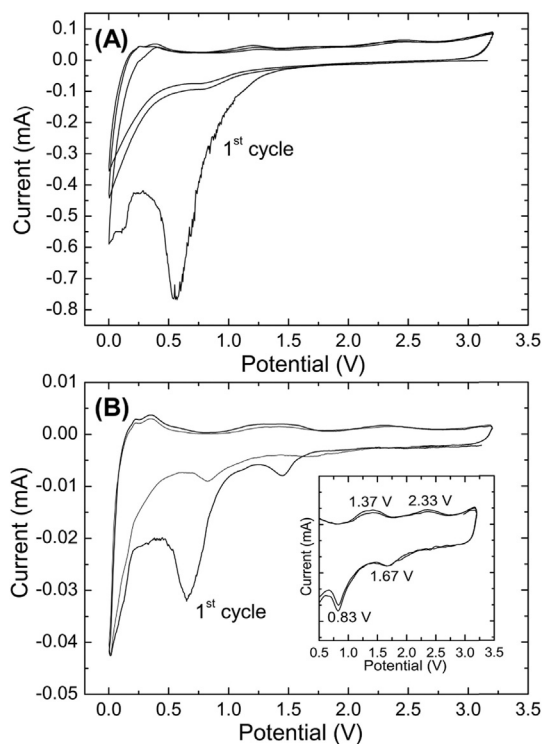 (A)
0.1
0.0
-0.1
-0.2
-0.3
-0.4
-0.5
-0.6
-0.7
-0.8
Current (mA)
1st cycle
0.0 0.5 1.0 1.5 2.0 2.5 3.0 3.5
Potential (V)
(B)
0.01
0.00
-0.01
-0.02
-0.03
-0.04
-0.05
Current (mA)
1st cycle
1.37 V 2.33 V
1.67 V
0.83 V
Current (mA)
0.5 1.0 1.5 2.0 2.5 3.0 3.5
Potential (V)
0.0 0.5 1.0 1.5 2.0 2.5 3.0 3.5
Potential (V)